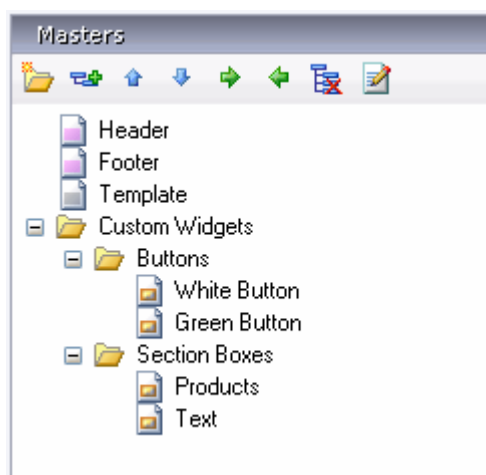 Masters
Header
Footer
Template
Custom Widgets
Buttons
White Button
Green Button
Section Boxes
Products
Text